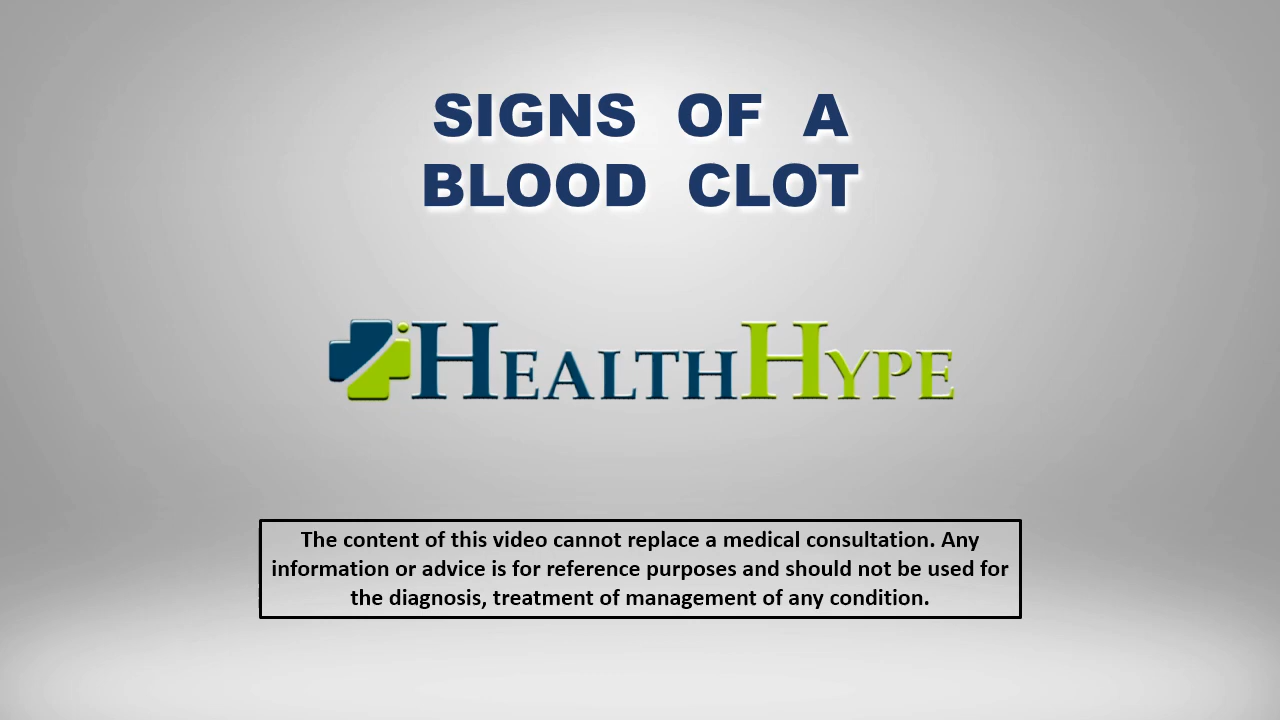 SIGNS OF A
BLOOD CLOT
HEALTHHYPE
The content of this video cannot replace a medical consultation. Any
information or advice is for reference purposes and should not be used for
the diagnosis, treatment of management of any condition.